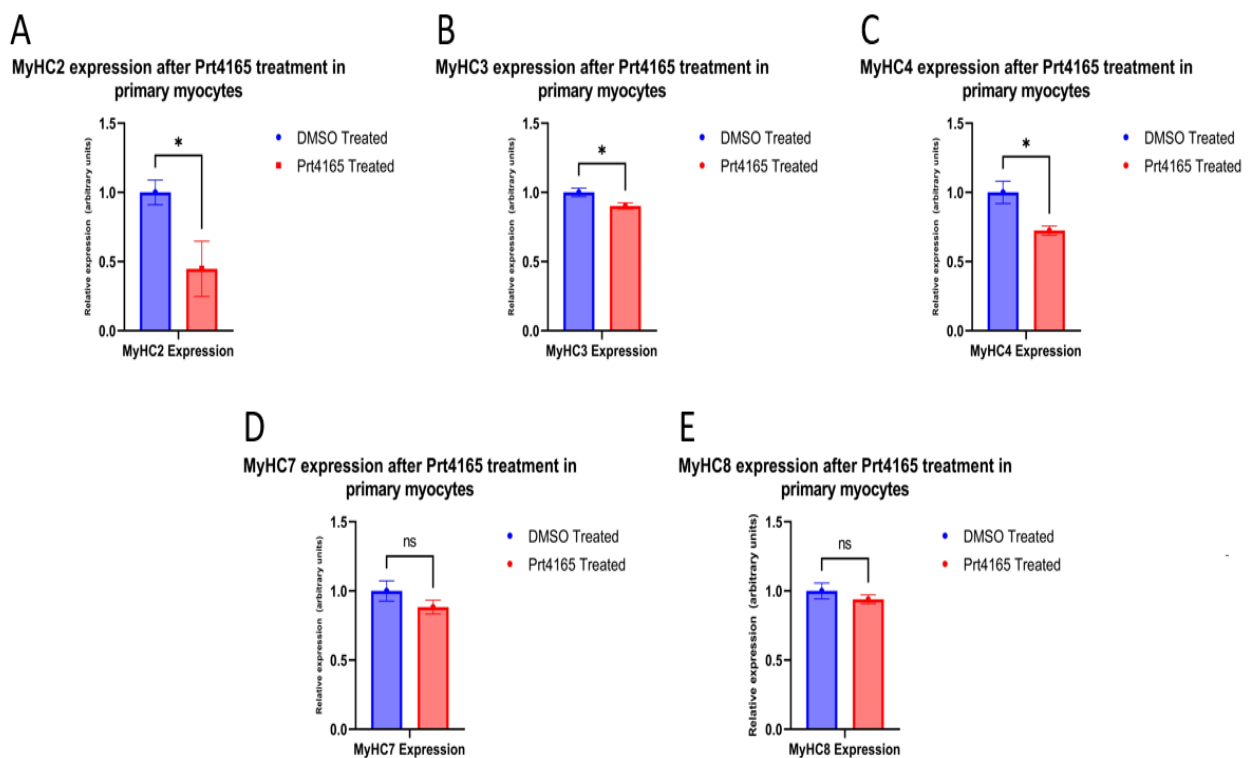 A
MyHC2 expression after Prt4165 treatment in
primary myocytes
Relative expression (arbitrary units)
1.5
1.0
0.5
0.0
*
DMSO Treated
Prt4165 Treated
MyHC2 Expression
B
MyHC3 expression after Prt4165 treatment in
primary myocytes
Relative expression (arbitrary units)
1.5
1.0
0.5
0.0
*
DMSO Treated
Prt4165 Treated
MyHC3 Expression
C
MyHC4 expression after Prt4165 treatment in
primary myocytes
Relative expression (arbitrary units)
1.5
1.0
0.5
0.0
*
DMSO Treated
Prt4165 Treated
MyHC4 Expression
D
MyHC7 expression after Prt4165 treatment in
primary myocytes
Relative expression (arbitrary units)
1.5
1.0
0.5
0.0
ns
DMSO Treated
Prt4165 Treated
MyHC7 Expression
E
MyHC8 expression after Prt4165 treatment in
primary myocytes
Relative expression (arbitrary units)
1.5
1.0
0.5
0.0
ns
DMSO Treated
Prt4165 Treated
MyHC8 Expression